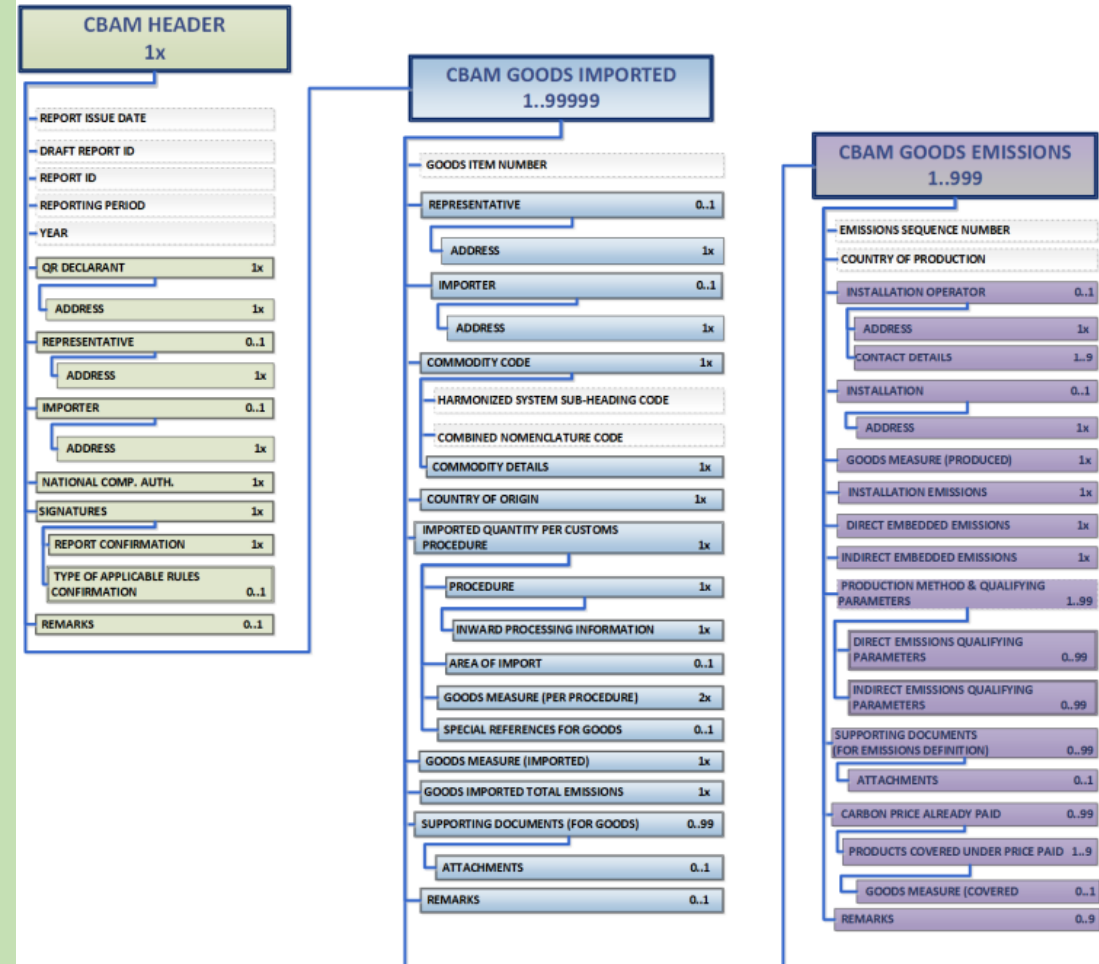 CBAM HEADER
1x
REPORT ISSUE DATE
DRAFT REPORT ID
REPORT ID
REPORTING PERIOD
YEAR
QR DECLARANT 1x
ADDRESS 1x
REPRESENTATIVE 0..1
ADDRESS 1x
IMPORTER 0..1
ADDRESS 1x
NATIONAL COMP. AUTH. 1x
SIGNATURES 1x
REPORT CONFIRMATION 1x
TYPE OF APPLICABLE RULES
CONFIRMATION 0..1
REMARKS 0..1
CBAM GOODS IMPORTED
1..99999
GOODS ITEM NUMBER
REPRESENTATIVE 0..1
ADDRESS 1x
IMPORTER 0..1
ADDRESS 1x
COMMODITY CODE 1x
HARMONIZED SYSTEM SUB-HEADING CODE
COMBINED NOMENCLATURE CODE
COMMODITY DETAILS 1x
COUNTRY OF ORIGIN 1x
IMPORTED QUANTITY PER CUSTOMS
PROCEDURE 1x
PROCEDURE 1x
INWARD PROCESSING INFORMATION 1x
AREA OF IMPORT 0..1
GOODS MEASURE (PER PROCEDURE) 2x
SPECIAL REFERENCES FOR GOODS 0..1
GOODS MEASURE (IMPORTED) 1x
GOODS IMPORTED TOTAL EMISSIONS 1x
SUPPORTING DOCUMENTS (FOR GOODS) 0..99
ATTACHMENTS 0..1
REMARKS 0..1
CBAM GOODS EMISSIONS
1..999
EMISSIONS SEQUENCE NUMBER
COUNTRY OF PRODUCTION
INSTALLATION OPERATOR 0..1
ADDRESS 1x
CONTACT DETAILS 1..9
INSTALLATION 0..1
ADDRESS 1x
GOODS MEASURE (PRODUCED) 1x
INSTALLATION EMISSIONS 1x
DIRECT EMBEDDED EMISSIONS 1x
INDIRECT EMBEDDED EMISSIONS 1x
PRODUCTION METHOD & QUALIFYING
PARAMETERS 1..99
DIRECT EMISSIONS QUALIFYING
PARAMETERS 0..99
INDIRECT EMISSIONS QUALIFYING
PARAMETERS 0..99
SUPPORTING DOCUMENTS
(FOR EMISSIONS DEFINITION) 0..99
ATTACHMENTS 0..1
CARBON PRICE ALREADY PAID 0..99
PRODUCTS COVERED UNDER PRICE PAID 1..9
GOODS MEASURE (COVERED 0..1
REMARKS 0..9